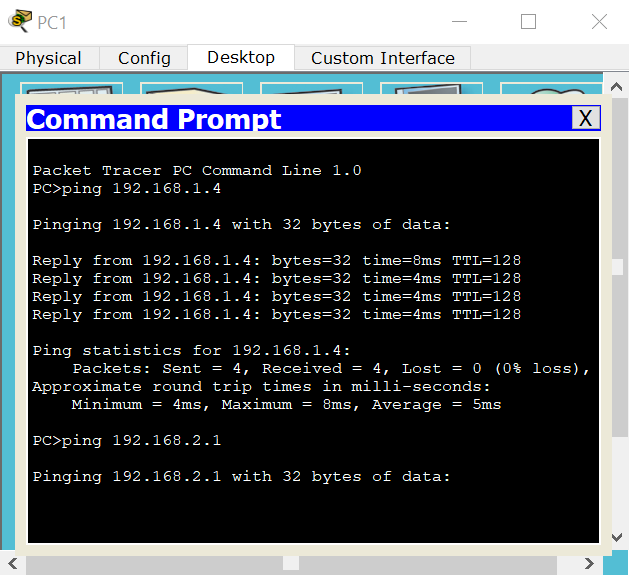 PC1
Physical Config Desktop Custom Interface
Command Prompt X
Packet Tracer PC Command Line 1.0
PC>ping 192.168.1.4
Pinging 192.168.1.4 with 32 bytes of data:
Reply from 192.168.1.4: bytes=32 time=8ms TTL=128
Reply from 192.168.1.4: bytes=32 time=4ms TTL=128
Reply from 192.168.1.4: bytes=32 time=4ms TTL=128
Reply from 192.168.1.4: bytes=32 time=4ms TTL=128
Ping statistics for 192.168.1.4:
Packets: Sent = 4, Received = 4, Lost = 0 (0% loss),
Approximate round trip times in milli-seconds:
Minimum = 4ms, Maximum = 8ms, Average = 5ms
PC>ping 192.168.2.1
Pinging 192.168.2.1 with 32 bytes of data: